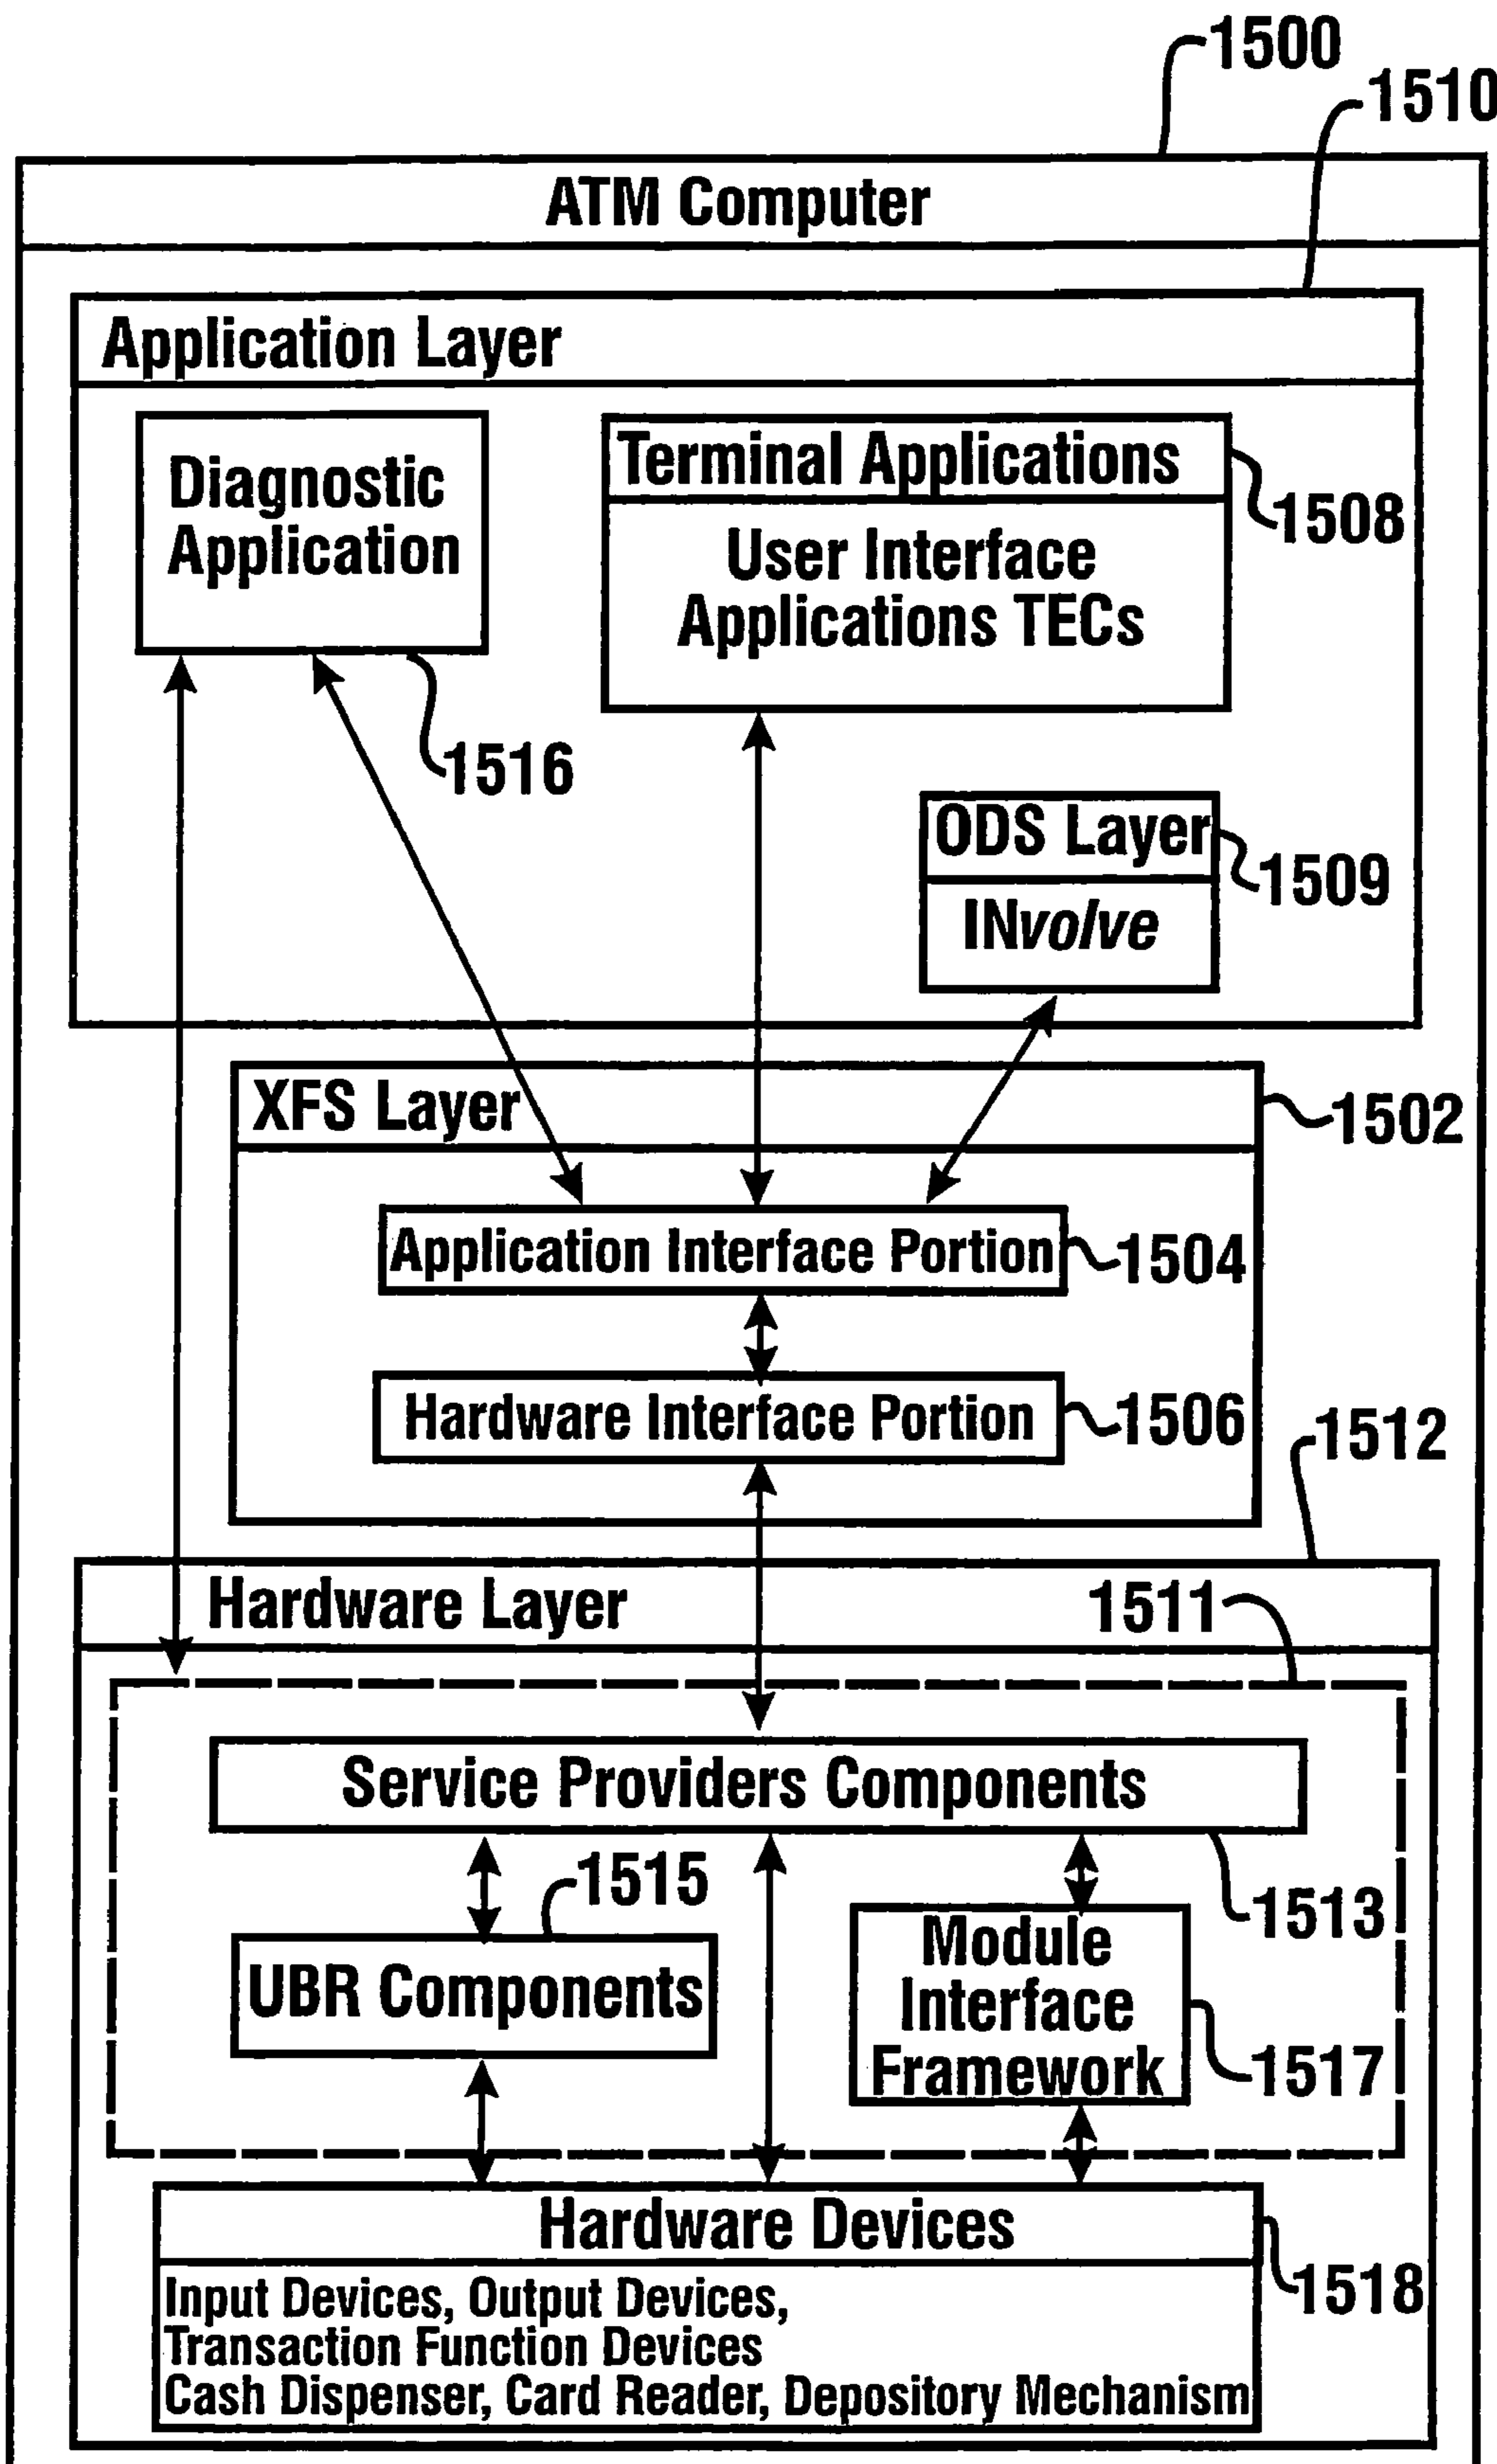 1500
1510
ATM Computer
Application Layer
Diagnostic
Application
Terminal Applications
1508
User Interface
Applications TECs
1516
ODS Layer
1509
INvolve
XFS Layer
1502
Application Interface Portion
1504
Hardware Interface Portion
1506
1512
Hardware Layer
1511
Service Providers Components
1515
1513
UBR Components
Module
Interface
Framework
1517
Hardware Devices
1518
Input Devices, Output Devices,
Transaction Function Devices
Cash Dispenser, Card Reader, Depository Mechanism